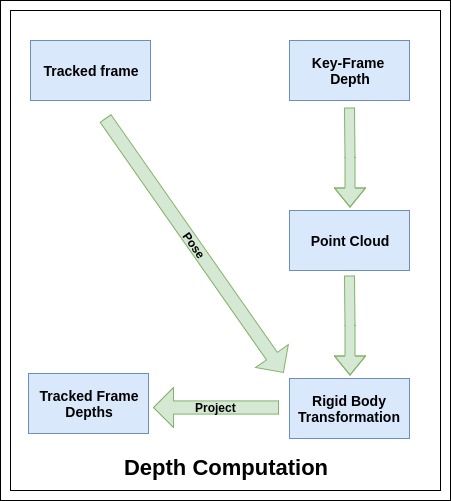 Tracked frame
Key-Frame
Depth
Pose
Point Cloud
Tracked Frame
Depths
Project
Rigid Body
Transformation
Depth Computation